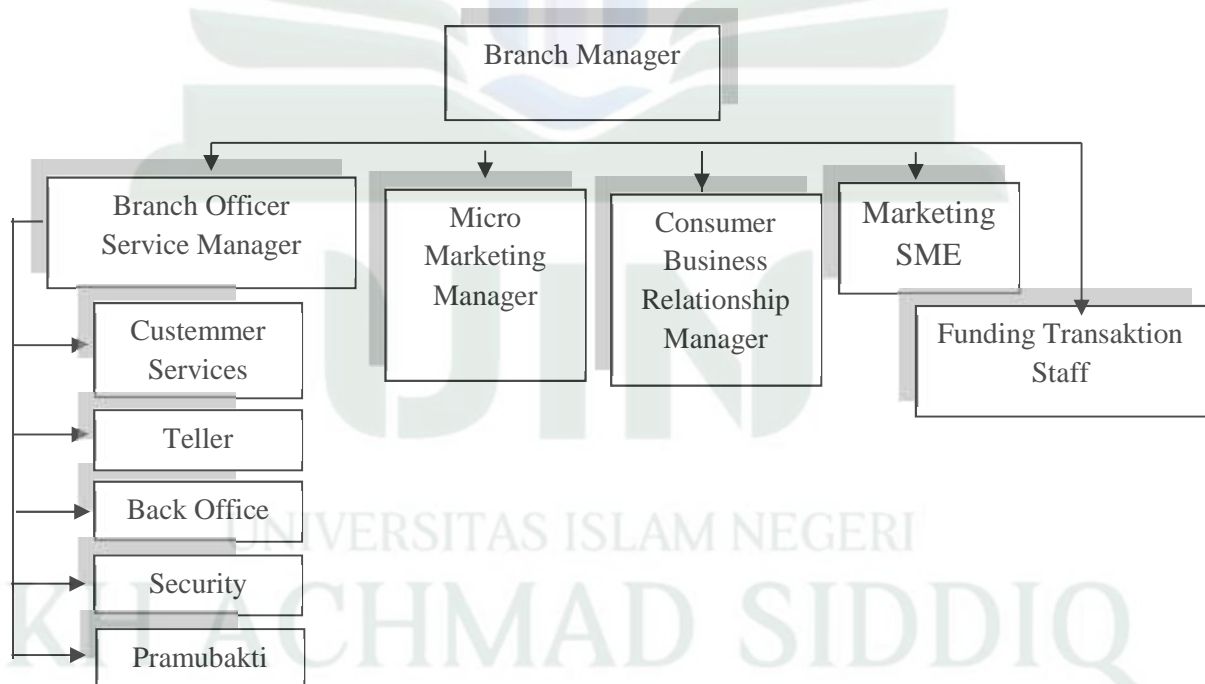 Branch Manager
Branch Officer
Service Manager
Micro
Marketing
Manager
Consumer
Business
Relationship
Manager
Marketing
SME
Funding Transaktion
Staff
Custemmer
Services
Teller
Back Office
Security
Pramubakti
UIN
UNIVERSITAS ISLAM NEGERI
KH ACHMAD SIDDIQ